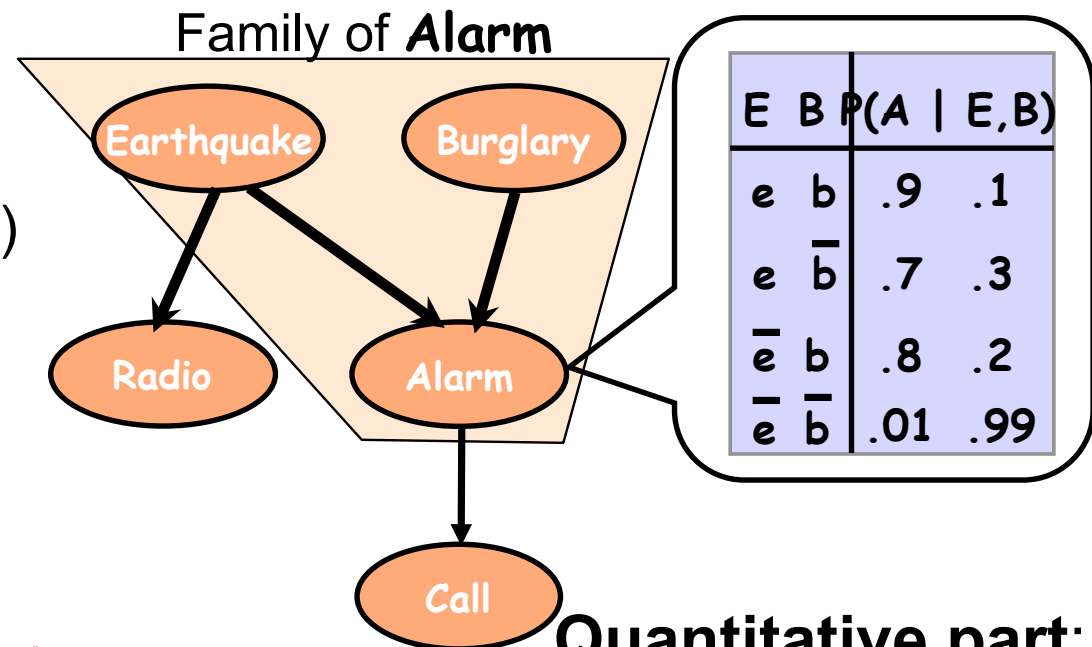 Family of Alarm
Earthquake
Burglary
)
Radio
Alarm
Call
E B P(A | E,B)
e b .9 .1
e b̅ .7 .3
e̅ b .8 .2
e̅ b̅ .01 .99
Quantitative part: